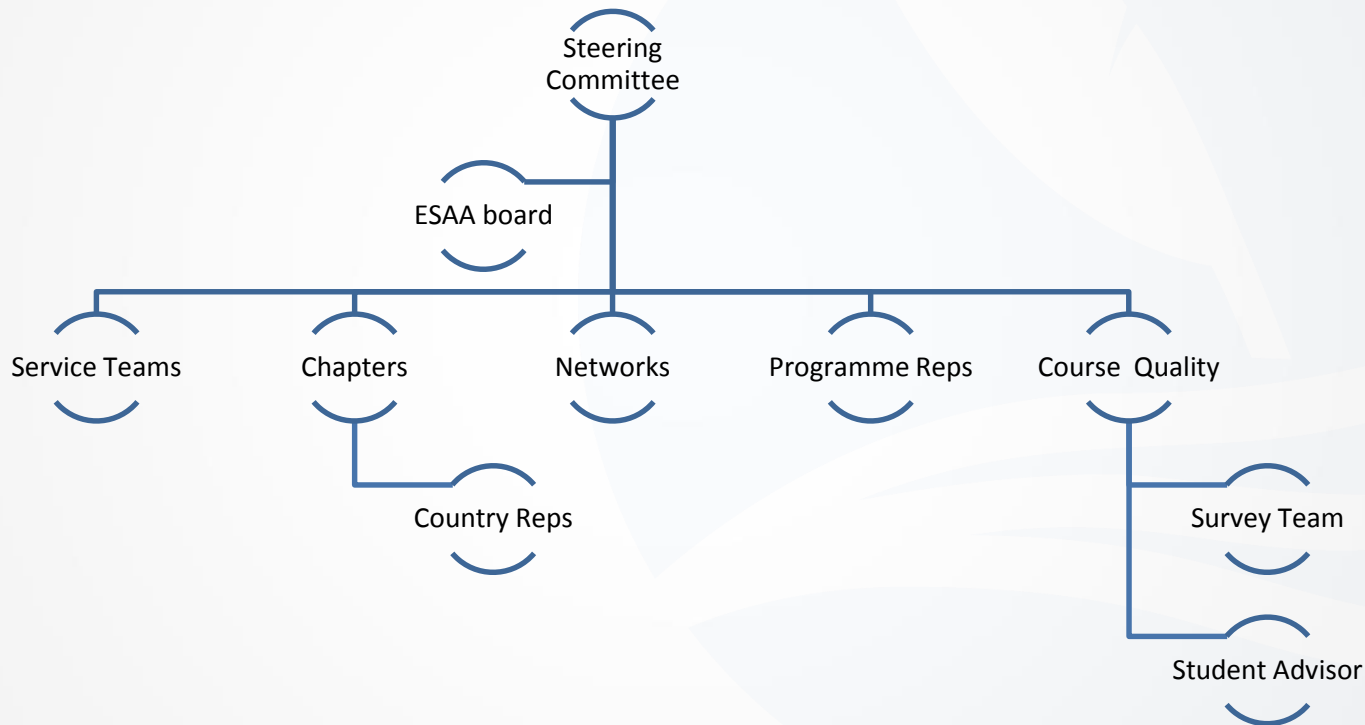 Steering
Committee
ESAA board
Service Teams
Chapters
Networks
Programme Reps
Course  Quality
Country Reps
Survey Team
Student Advisor